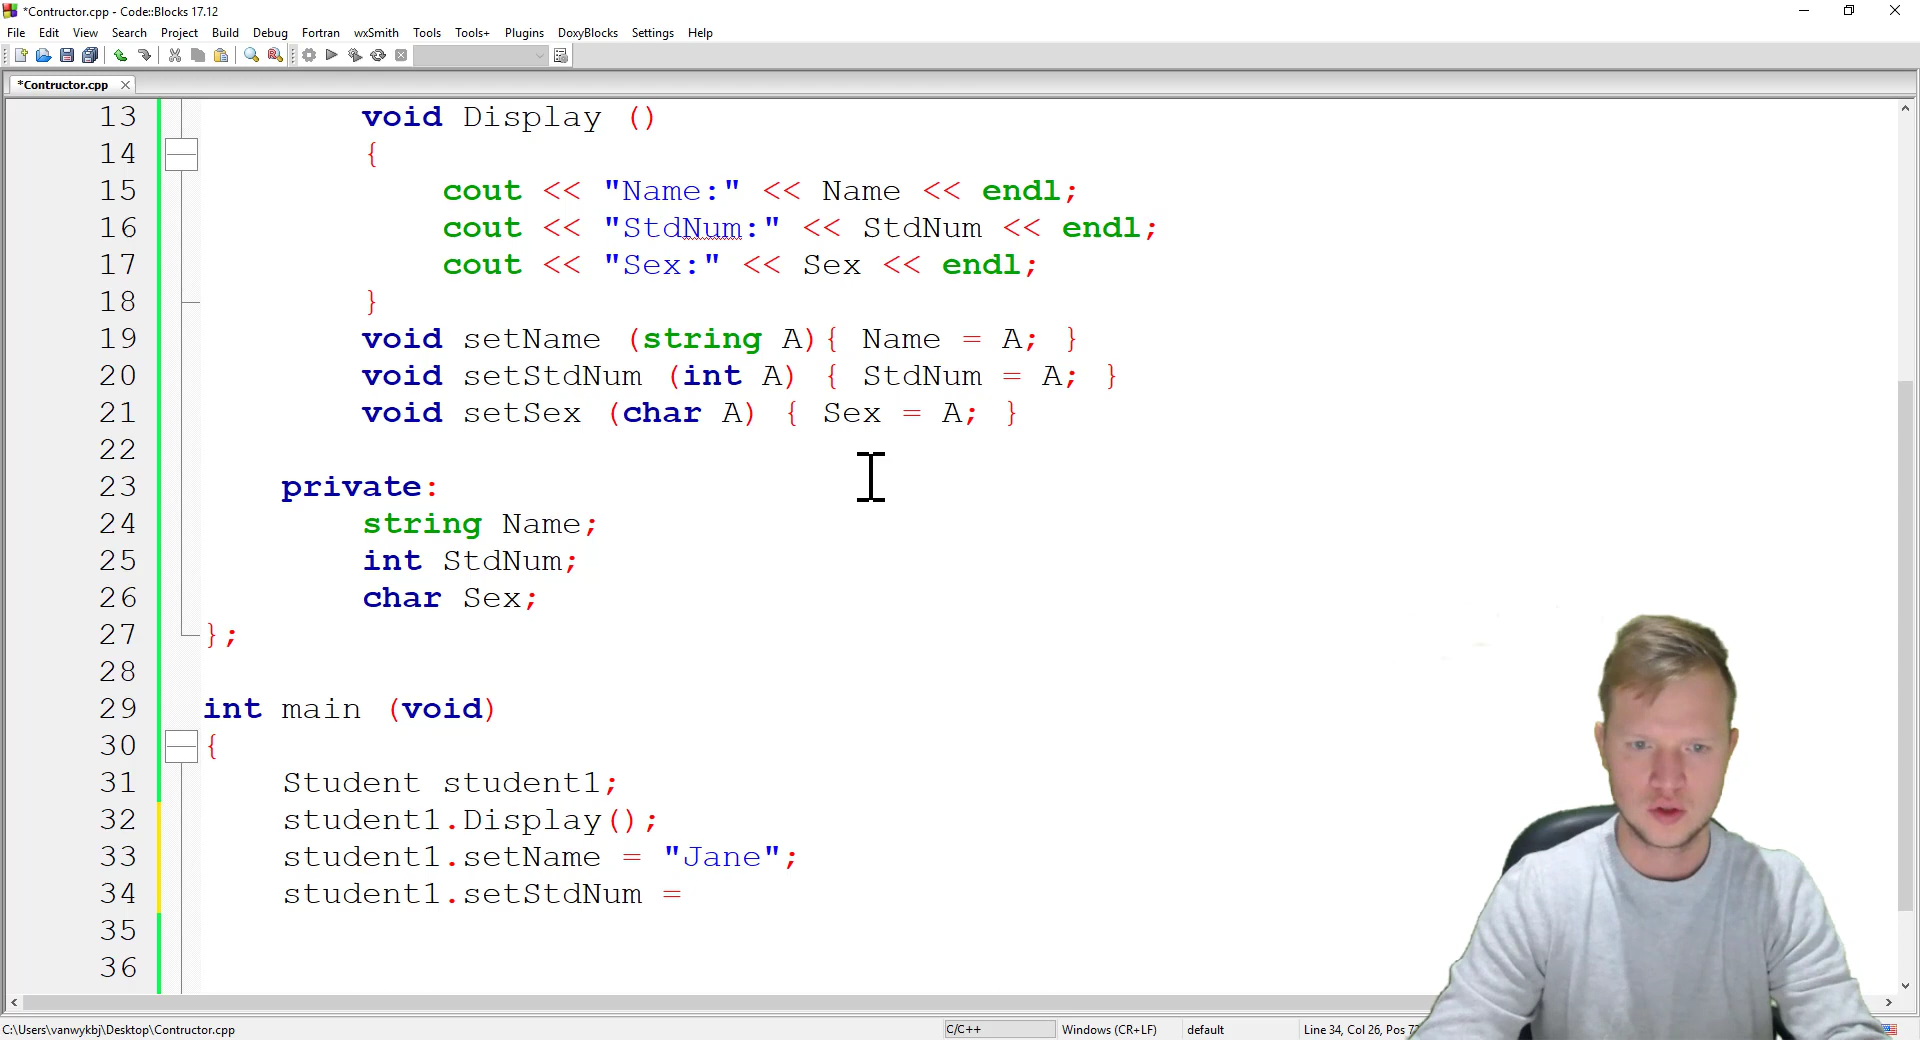 *Contructor.cpp - Code::Blocks 17.12
File Edit View Search Project Build Debug Fortran wxSmith Tools Tools+ Plugins DoxyBlocks Settings Help
*Contructor.cpp
13 void Display ()
14 {
15 cout << "Name:" << Name << endl;
16 cout << "StdNum:" << StdNum << endl;
17 cout << "Sex:" << Sex << endl;
18 }
19 void setName (string A){ Name = A; }
20 void setStdNum (int A) { StdNum = A; }
21 void setSex (char A) { Sex = A; }
22
23 private:
24 string Name;
25 int StdNum;
26 char Sex;
27 };
28
29 int main (void)
30 {
31 Student student1;
32 student1.Display();
33 student1.setName = "Jane";
34 student1.setStdNum =
35
36
C:\Users\vanwykbj\Desktop\Contructor.cpp C/C++ Windows (CR+LF) default Line 34, Col 26, Pos